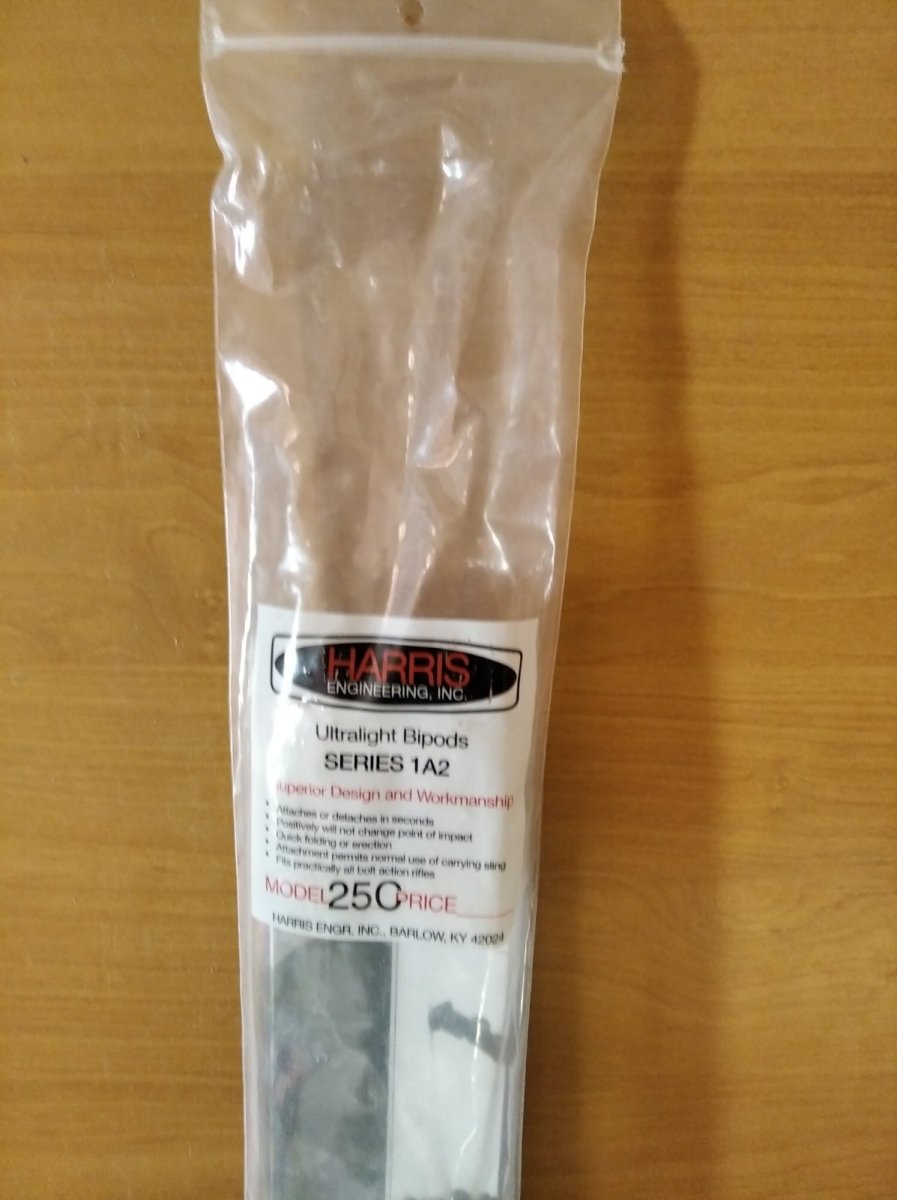 HARRIS
ENGINEERING, INC.
Ultralight Bipods
SERIES 1A2
Superior Design and Workmanship
• Attaches or detaches in seconds
• Positively will not change point of impact
• Quick folding or erection
• Attachment permits normal use of carrying sling
• Fits practically all bolt action rifles
MODEL 25C PRICE______
HARRIS ENGR. INC., BARLOW, KY 42024